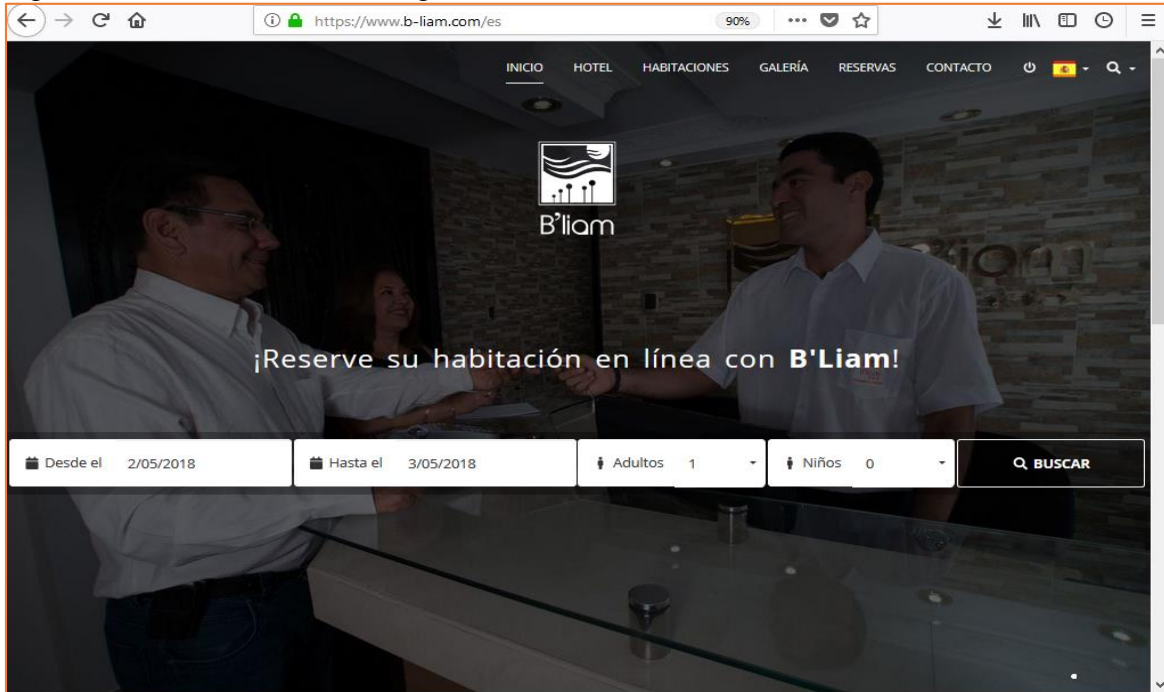 https://www.b-liam.com/es
90%
INICIO HOTEL HABITACIONES GALERÍA RESERVAS CONTACTO
B'liam
¡Reserve su habitación en línea con B'Liam!
Desde el 2/05/2018 Hasta el 3/05/2018 Adultos 1 Niños 0 BUSCAR